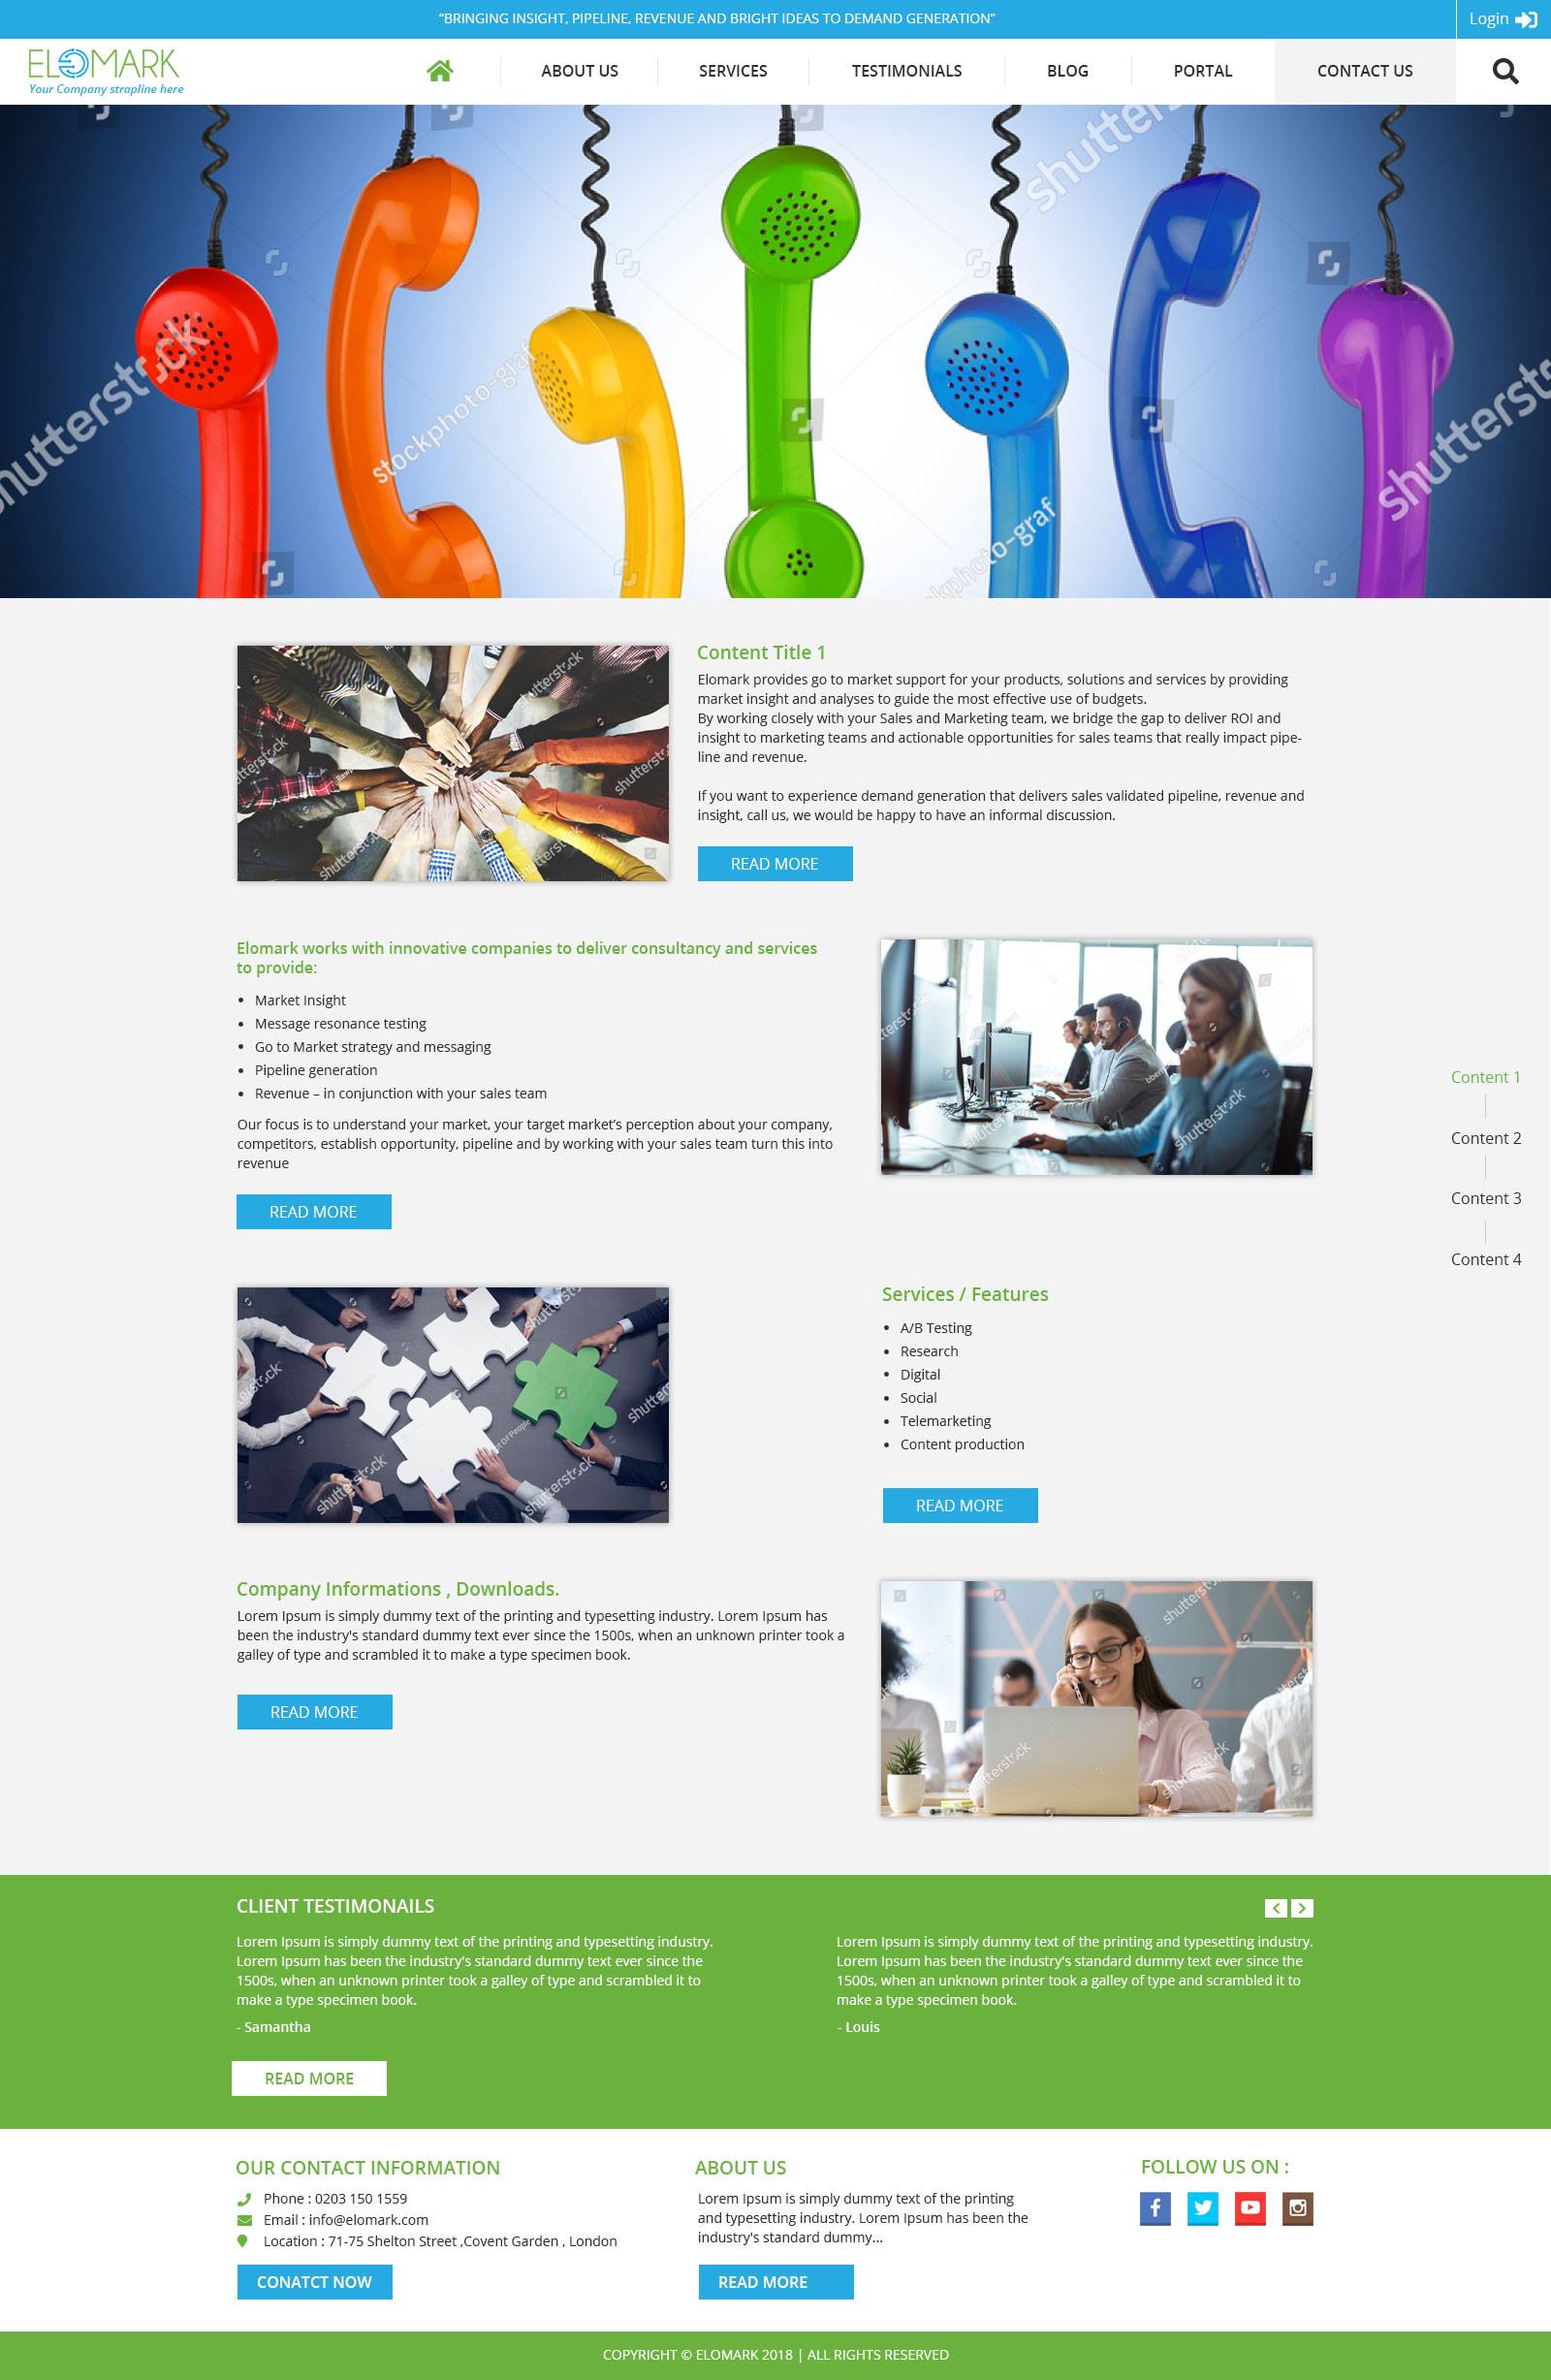 “BRINGING INSIGHT, PIPELINE, REVENUE AND BRIGHT IDEAS TO DEMAND GENERATION”
Login
ELOMARK
Your Company strapline here
ABOUT US
SERVICES
TESTIMONIALS
BLOG
PORTAL
CONTACT US
shutterstock
stockphoto-graf
Content Title 1
Elomark provides go to market support for your products, solutions and services by providing
market insight and analyses to guide the most effective use of budgets.
By working closely with your Sales and Marketing team, we bridge the gap to deliver ROI and
insight to marketing teams and actionable opportunities for sales teams that really impact pipe-
line and revenue.
If you want to experience demand generation that delivers sales validated pipeline, revenue and
insight, call us, we would be happy to have an informal discussion.
READ MORE
Elomark works with innovative companies to deliver consultancy and services
to provide:
• Market Insight
• Message resonance testing
• Go to Market strategy and messaging
• Pipeline generation
• Revenue – in conjunction with your sales team
Our focus is to understand your market, your target market’s perception about your company,
competitors, establish opportunity, pipeline and by working with your sales team turn this into
revenue
READ MORE
Content 1
Content 2
Content 3
Content 4
Services / Features
• A/B Testing
• Research
• Digital
• Social
• Telemarketing
• Content production
READ MORE
Company Informations , Downloads.
Lorem Ipsum is simply dummy text of the printing and typesetting industry. Lorem Ipsum has
been the industry's standard dummy text ever since the 1500s, when an unknown printer took a
galley of type and scrambled it to make a type specimen book.
READ MORE
CLIENT TESTIMONAILS
Lorem Ipsum is simply dummy text of the printing and typesetting industry.
Lorem Ipsum has been the industry's standard dummy text ever since the
1500s, when an unknown printer took a galley of type and scrambled it to
make a type specimen book.
- Samantha
Lorem Ipsum is simply dummy text of the printing and typesetting industry.
Lorem Ipsum has been the industry's standard dummy text ever since the
1500s, when an unknown printer took a galley of type and scrambled it to
make a type specimen book.
- Louis
READ MORE
OUR CONTACT INFORMATION
Phone : 0203 150 1559
Email : info@elomark.com
Location : 71-75 Shelton Street ,Covent Garden , London
CONATCT NOW
ABOUT US
Lorem Ipsum is simply dummy text of the printing
and typesetting industry. Lorem Ipsum has been the
industry's standard dummy...
READ MORE
FOLLOW US ON :
COPYRIGHT © ELOMARK 2018 | ALL RIGHTS RESERVED